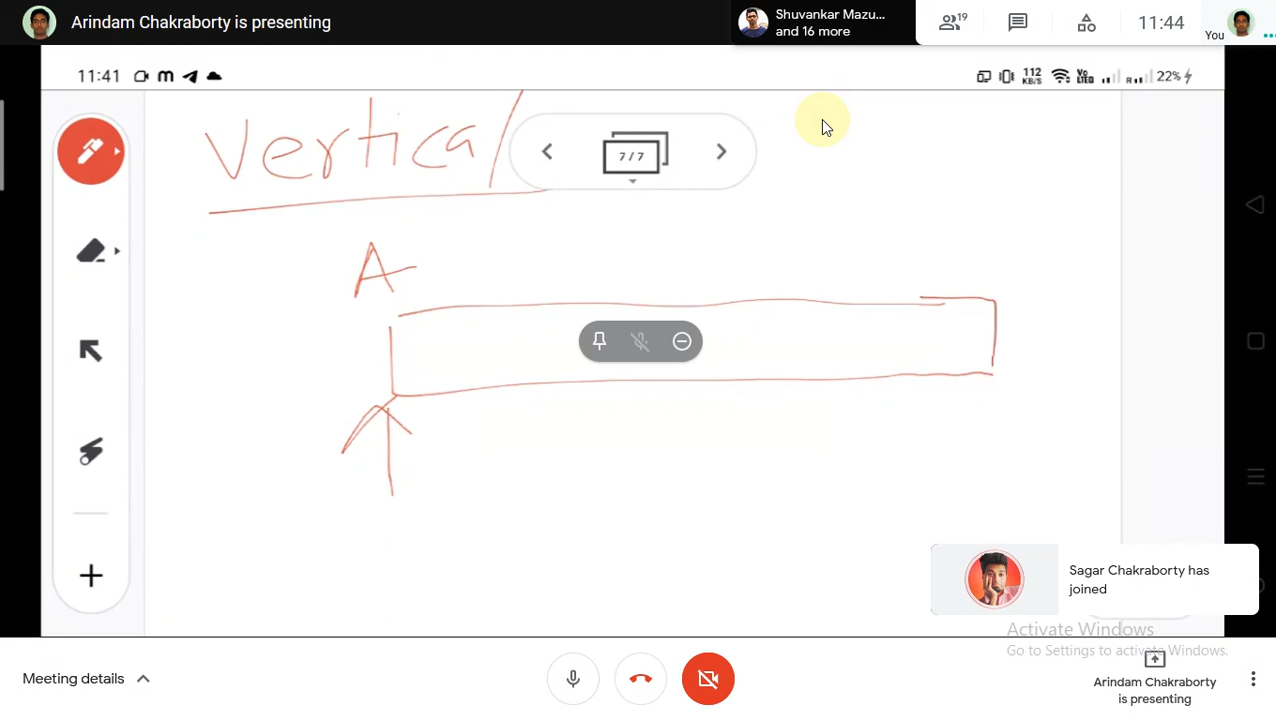 Arindam Chakraborty is presenting
Shuvankar Mazu...
and 16 more
19
11:44
You
11:41
112
KB/S
Vo
LTED
R
22%
Vertical
7 / 7
A
Sagar Chakraborty has
joined
Activate Windows
Go to Settings to activate Windows.
Meeting details
Arindam Chakraborty
is presenting